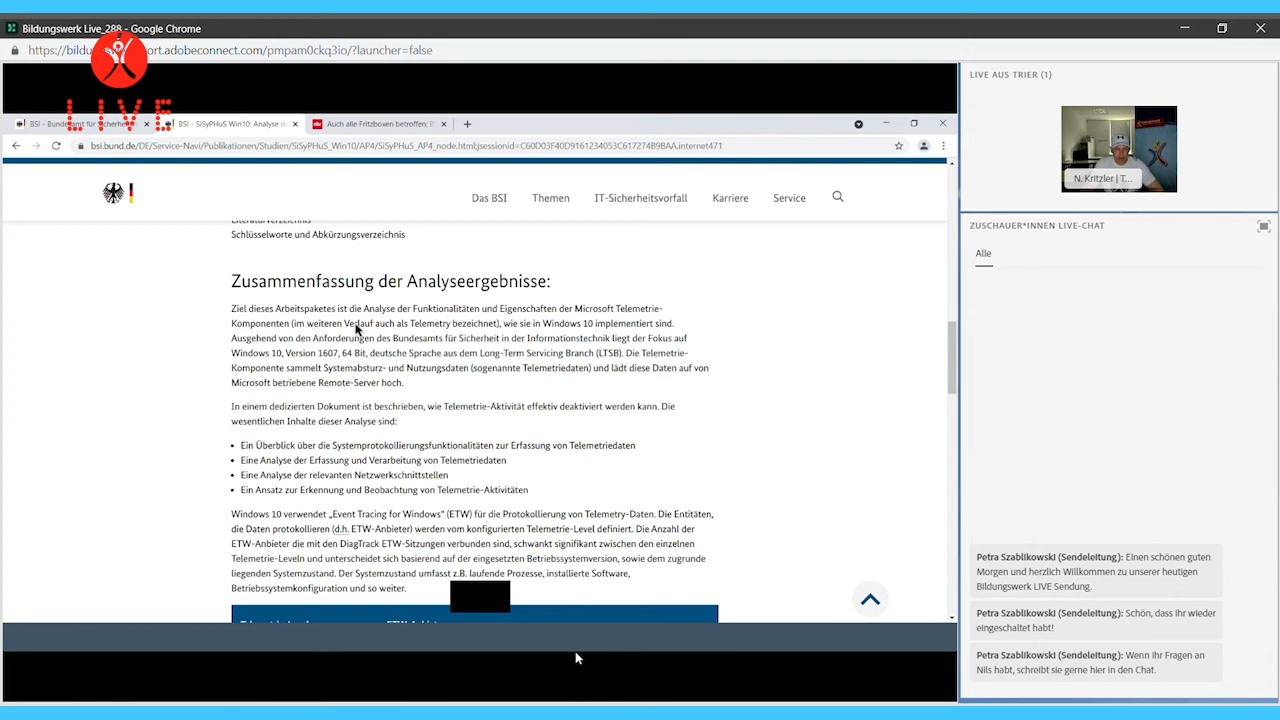 Bildungswerk Live_288 - Google Chrome
https://bildu port.adobeconnect.com/pmpam0ckq3io/?launcher=false
LIVE
BSI - Bundesamt für Sicherhe
BSI - SiSyPHuS Win10: Analyse d
Auch alle Fritzboxen betroffen: B
bsi.bund.de/DE/Service-Navi/Publikationen/Studien/SiSyPHuS_Win10/AP4/SiSyPHuS_AP4_node.html;jsessionid=C60D03F40D9161234053C617274B9BAA.internet471
Das BSI Themen IT-Sicherheitsvorfall Karriere Service
Literaturverzeichnis
Schlüsselworte und Abkürzungsverzeichnis
Zusammenfassung der Analyseergebnisse:
Ziel dieses Arbeitspaketes ist die Analyse der Funktionalitäten und Eigenschaften der Microsoft Telemetrie-
Komponenten (im weiteren Verlauf auch als Telemetry bezeichnet), wie sie in Windows 10 implementiert sind.
Ausgehend von den Anforderungen des Bundesamts für Sicherheit in der Informationstechnik liegt der Fokus auf
Windows 10, Version 1607, 64 Bit, deutsche Sprache aus dem Long-Term Servicing Branch (LTSB). Die Telemetrie-
Komponente sammelt Systemabsturz- und Nutzungsdaten (sogenannte Telemetriedaten) und lädt diese Daten auf von
Microsoft betriebene Remote-Server hoch.
In einem dedizierten Dokument ist beschrieben, wie Telemetrie-Aktivität effektiv deaktiviert werden kann. Die
wesentlichen Inhalte dieser Analyse sind:
• Ein Überblick über die Systemprotokollierungsfunktionalitäten zur Erfassung von Telemetriedaten
• Eine Analyse der Erfassung und Verarbeitung von Telemetriedaten
• Eine Analyse der relevanten Netzwerkschnittstellen
• Ein Ansatz zur Erkennung und Beobachtung von Telemetrie-Aktivitäten
Windows 10 verwendet „Event Tracing for Windows“ (ETW) für die Protokollierung von Telemetry-Daten. Die Entitäten,
die Daten protokollieren (d.h. ETW-Anbieter) werden vom konfigurierten Telemetrie-Level definiert. Die Anzahl der
ETW-Anbieter die mit den DiagTrack ETW-Sitzungen verbunden sind, schwankt signifikant zwischen den einzelnen
Telemetrie-Leveln und unterscheidet sich basierend auf der eingesetzten Betriebssystemversion, sowie dem zugrunde
liegenden Systemzustand. Der Systemzustand umfasst z.B. laufende Prozesse, installierte Software,
Betriebssystemkonfiguration und so weiter.
LIVE AUS TRIER (1)
N. Kritzler | T...
ZUSCHAUER*INNEN LIVE-CHAT
Alle
Petra Szablikowski (Sendeleitung): Einen schönen guten
Morgen und herzlich Willkommen zu unserer heutigen
Bildungswerk LIVE Sendung.
Petra Szablikowski (Sendeleitung): Schön, dass ihr wieder
eingeschaltet habt!
Petra Szablikowski (Sendeleitung): Wenn ihr Fragen an
Nils habt, schreibt sie gerne hier in den Chat.